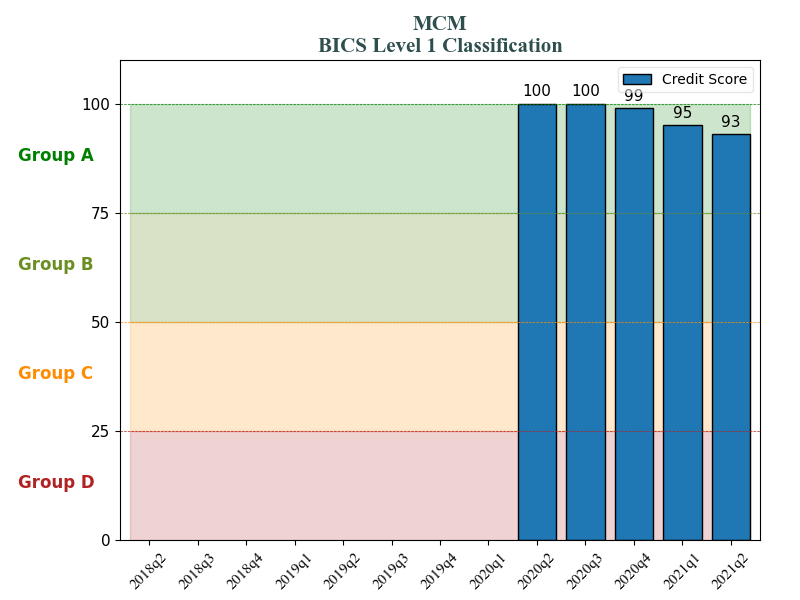 MCM
BICS Level 1 Classification
Credit Score
100
100
99
95
93
100
Group A
75
Group B
50
Group C
25
Group D
0
2018q2
2018q3
2018q4
2019q1
2019q2
2019q3
2019q4
2020q1
2020q2
2020q3
2020q4
2021q1
2021q2